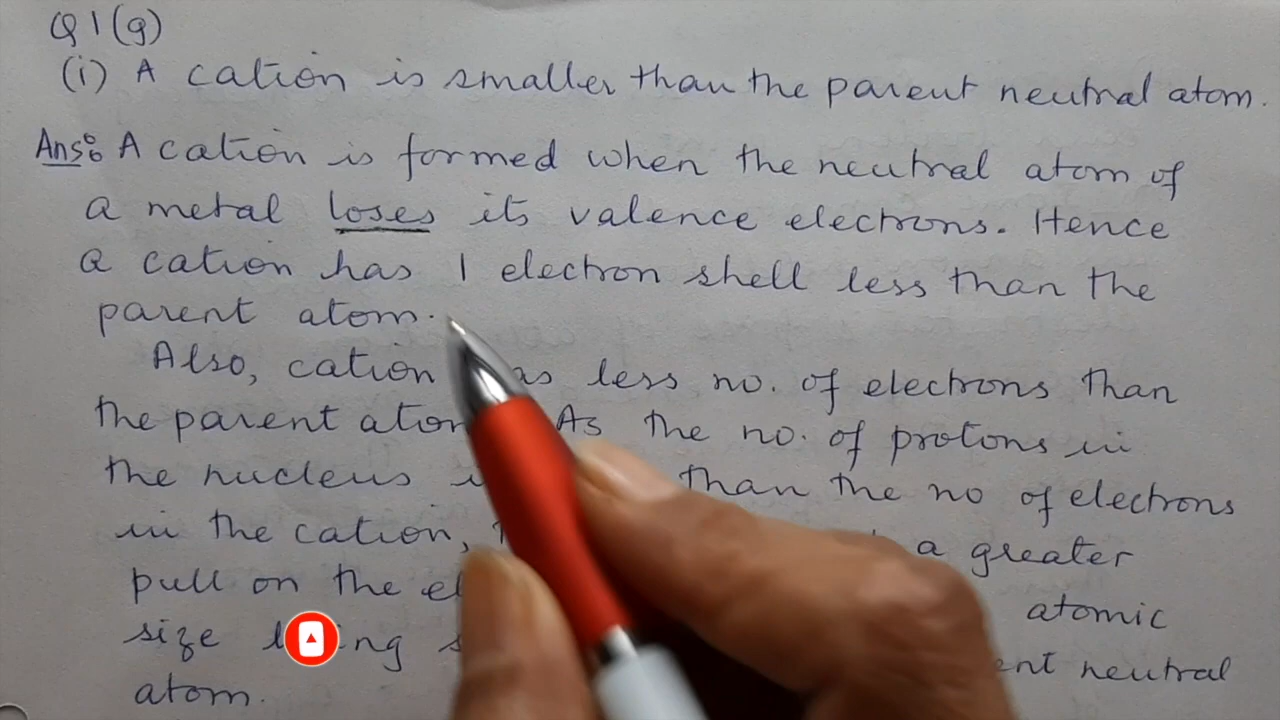 Q1(g)
(i) A cation is smaller than the parent neutral atom.
Ans: A cation is formed when the neutral atom of
a metal loses its valence electrons. Hence
a cation has 1 electron shell less than the
parent atom.
Also, cation as less no. of electrons than
the parent atom As the no. of protons in
the nucleus than the no of electrons
in the cation, a greater
pull on the atomic
size neutral
atom.